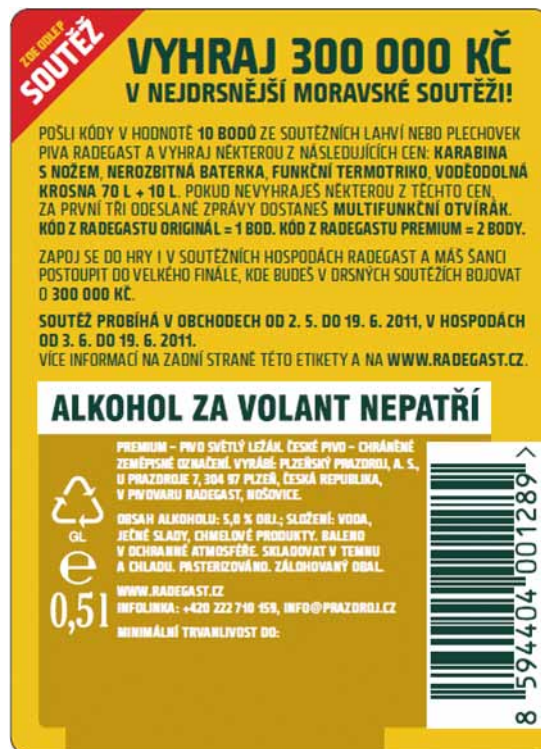 ZDE ODLEP
SOUTĚŽ
VYHRAJ 300 000 KČ
V NEJDRSNĚJŠÍ MORAVSKÉ SOUTĚŽI!
POŠLI KÓDY V HODNOTĚ 10 BODŮ ZE SOUTĚŽNÍCH LAHVÍ NEBO PLECHOVEK
PIVA RADEGAST A VYHRAJ NĚKTEROU Z NÁSLEDUJÍCÍCH CEN: KARABINA
S NOŽEM, NEROZBITNÁ BATERKA, FUNKČNÍ TERMOTRIKO, VODĚODOLNÁ
KROSNA 70 L + 10 L. POKUD NEVYHRAJEŠ NĚKTEROU Z TĚCHTO CEN,
ZA PRVNÍ TŘI ODESLANÉ ZPRÁVY DOSTANEŠ MULTIFUNKČNÍ OTVÍRÁK.
KÓD Z RADEGASTU ORIGINÁL = 1 BOD. KÓD Z RADEGASTU PREMIUM = 2 BODY.
ZAPOJ SE DO HRY I V SOUTĚŽNÍCH HOSPODÁCH RADEGAST A MÁŠ ŠANCI
POSTOUPIT DO VELKÉHO FINÁLE, KDE BUDEŠ V DRSNÝCH SOUTĚŽÍCH BOJOVAT
O 300 000 KČ.
SOUTĚŽ PROBÍHÁ V OBCHODECH OD 2. 5. DO 19. 6. 2011, V HOSPODÁCH
OD 3. 6. DO 19. 6. 2011.
VÍCE INFORMACÍ NA ZADNÍ STRANĚ TÉTO ETIKETY A NA WWW.RADEGAST.CZ.
ALKOHOL ZA VOLANT NEPATŘÍ
PREMIUM – PIVO SVĚTLÝ LEŽÁK. ČESKÉ PIVO – CHRÁNĚNÉ
ZEMĚPISNÉ OZNAČENÍ. VYRÁBÍ: PLZEŇSKÝ PRAZDROJ, A. S.,
U PRAZDROJE 7, 304 97 PLZEŇ, ČESKÁ REPUBLIKA,
V PIVOVARU RADEGAST, NOŠOVICE.
OBSAH ALKOHOLU: 5,0 % OBJ.; SLOŽENÍ: VODA,
JEČNÉ SLADY, CHMELOVÉ PRODUKTY. BALENO
V OCHRANNÉ ATMOSFÉŘE. SKLADOVAT V TEMNU
A CHLADU. PASTERIZOVÁNO. ZÁLOHOVANÝ OBAL.
WWW.RADEGAST.CZ
INFOLINKA: +420 222 710 159, INFO@PRAZDROJ.CZ
MINIMÁLNÍ TRVANLIVOST DO:
GL
e
0,5l
8 594404 001289 >